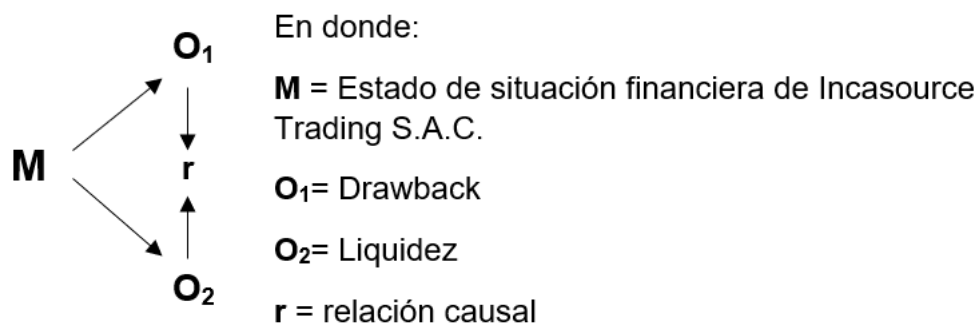 O₁
M
r
O₂
En donde:
M = Estado de situación financiera de Incasource
Trading S.A.C.
O₁= Drawback
O₂= Liquidez
r = relación causal